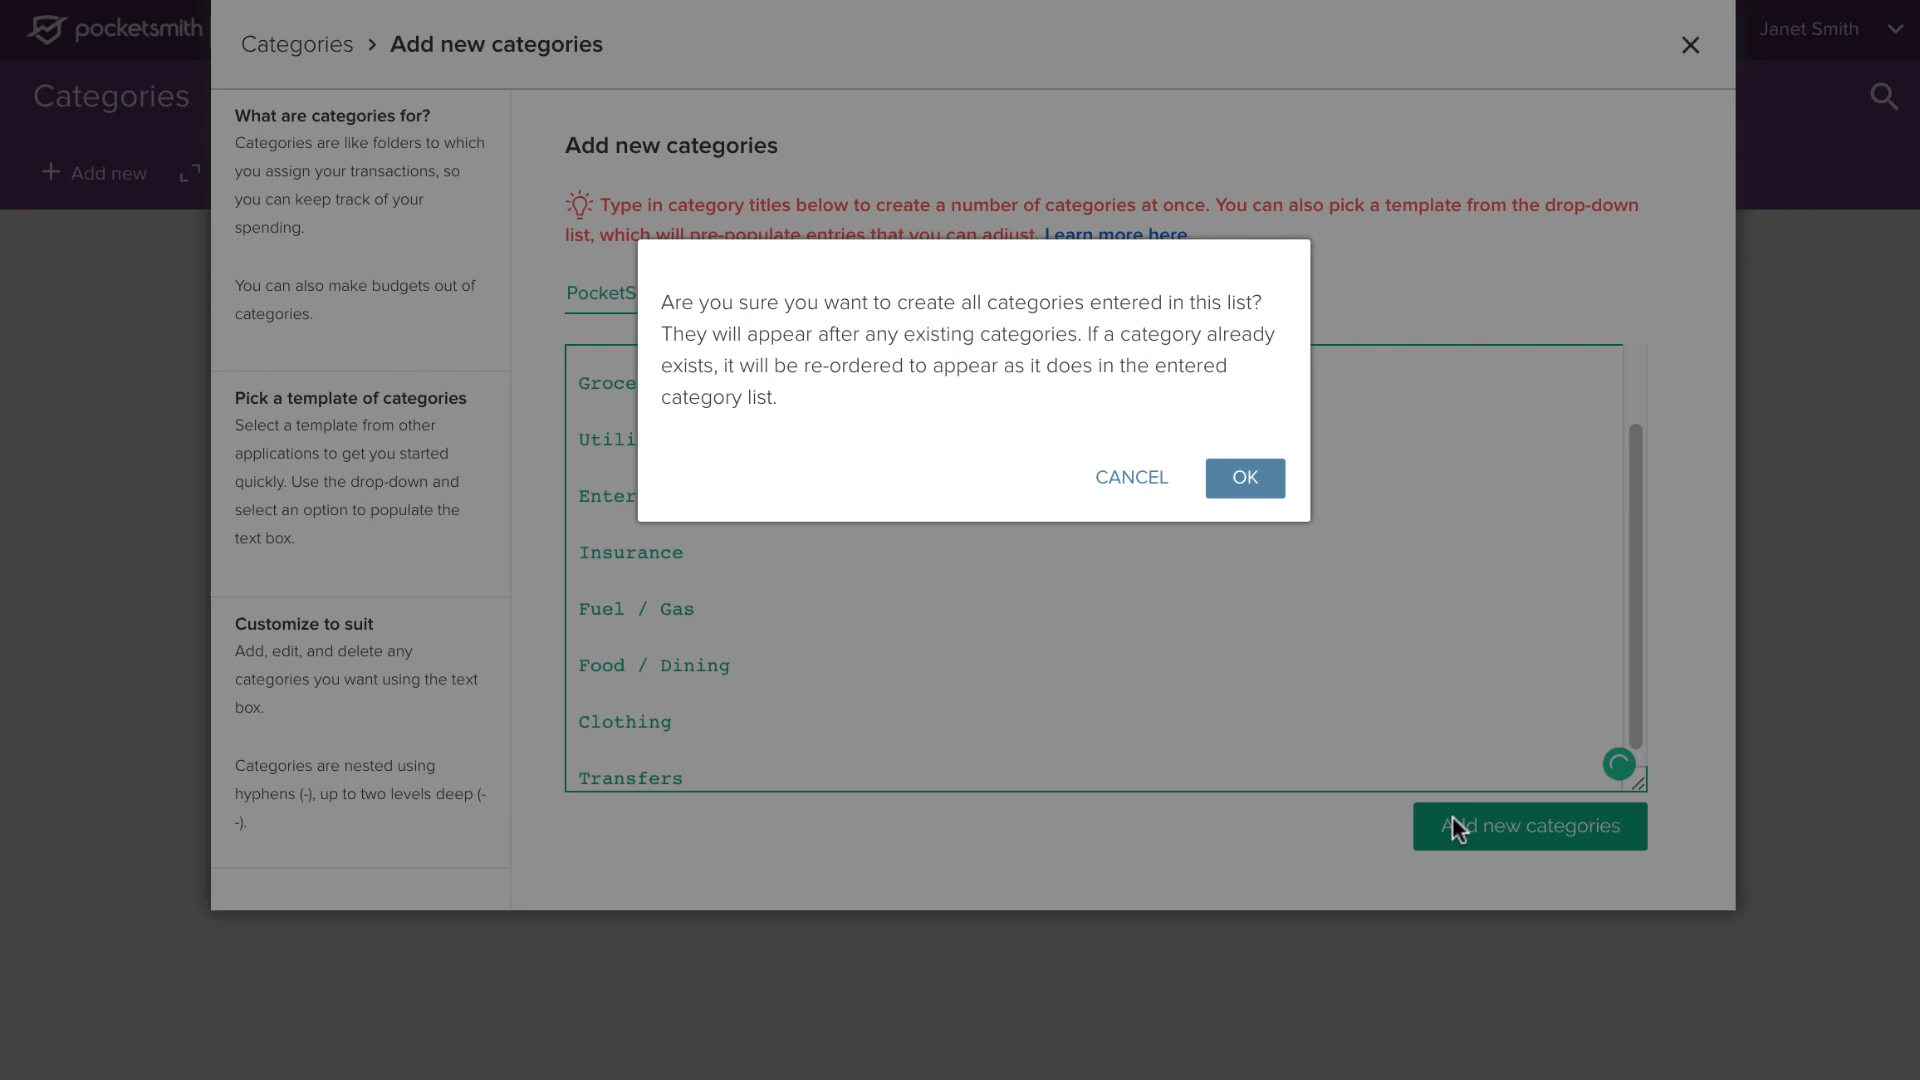 pocketsmith
Janet Smith
Categories > Add new categories
Categories
Add new
What are categories for?
Categories are like folders to which
you assign your transactions, so
you can keep track of your
spending.
You can also make budgets out of
categories.
Pick a template of categories
Select a template from other
applications to get you started
quickly. Use the drop-down and
select an option to populate the
text box.
Customize to suit
Add, edit, and delete any
categories you want using the text
box.
Categories are nested using
hyphens (-), up to two levels deep (-
-).
Add new categories
Type in category titles below to create a number of categories at once. You can also pick a template from the drop-down
list, which will pre-populate entries that you can adjust. Learn more here.
PocketS
Are you sure you want to create all categories entered in this list?
They will appear after any existing categories. If a category already
exists, it will be re-ordered to appear as it does in the entered
category list.
CANCEL
OK
Groce
Utili
Enter
Insurance
Fuel / Gas
Food / Dining
Clothing
Transfers
Add new categories